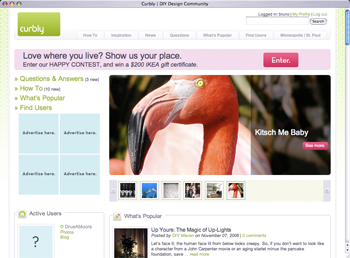 Curbly | DIY Design Community
curbly
Logged in: bruno | My Profile | Log out
Search
How To
Inspiration
News
Questions
What's Popular
Find Users
Minneapolis / St. Paul
Love where you live? Show us your place.
Enter our HAPPY CONTEST, and win a $200 IKEA gift certificate.
Enter.
» Questions & Answers (3 new)
» How To (10 new)
» What's Popular
» Find Users
Advertise here. Advertise here.
Advertise here. Advertise here.
Kitsch Me Baby
See more
Active Users
?
DrueAMoore
Photos
Blog
What's Popular
Up Yours: The Magic of Up-Lights
Posted by DIY Maven on November 07, 2006 | 0 comments
Let's face it: the human face lit from below looks creepy. So, if you don't want to look
like a character from a John Carpenter movie or an aging starlet minus the pancake
foundation, save ... read more